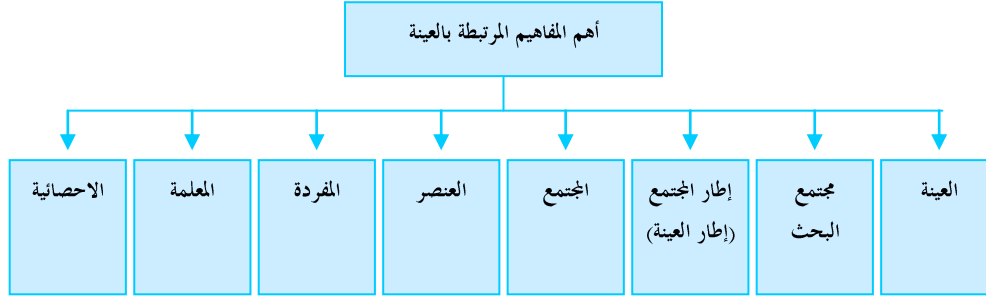 أهم المفاهيم المرتبطة بالعينة
العينة
مجتمع
البحث
إطار المجتمع
(إطار العينة)
المجتمع
العنصر
المفردة
المعلمة
الاحصائية